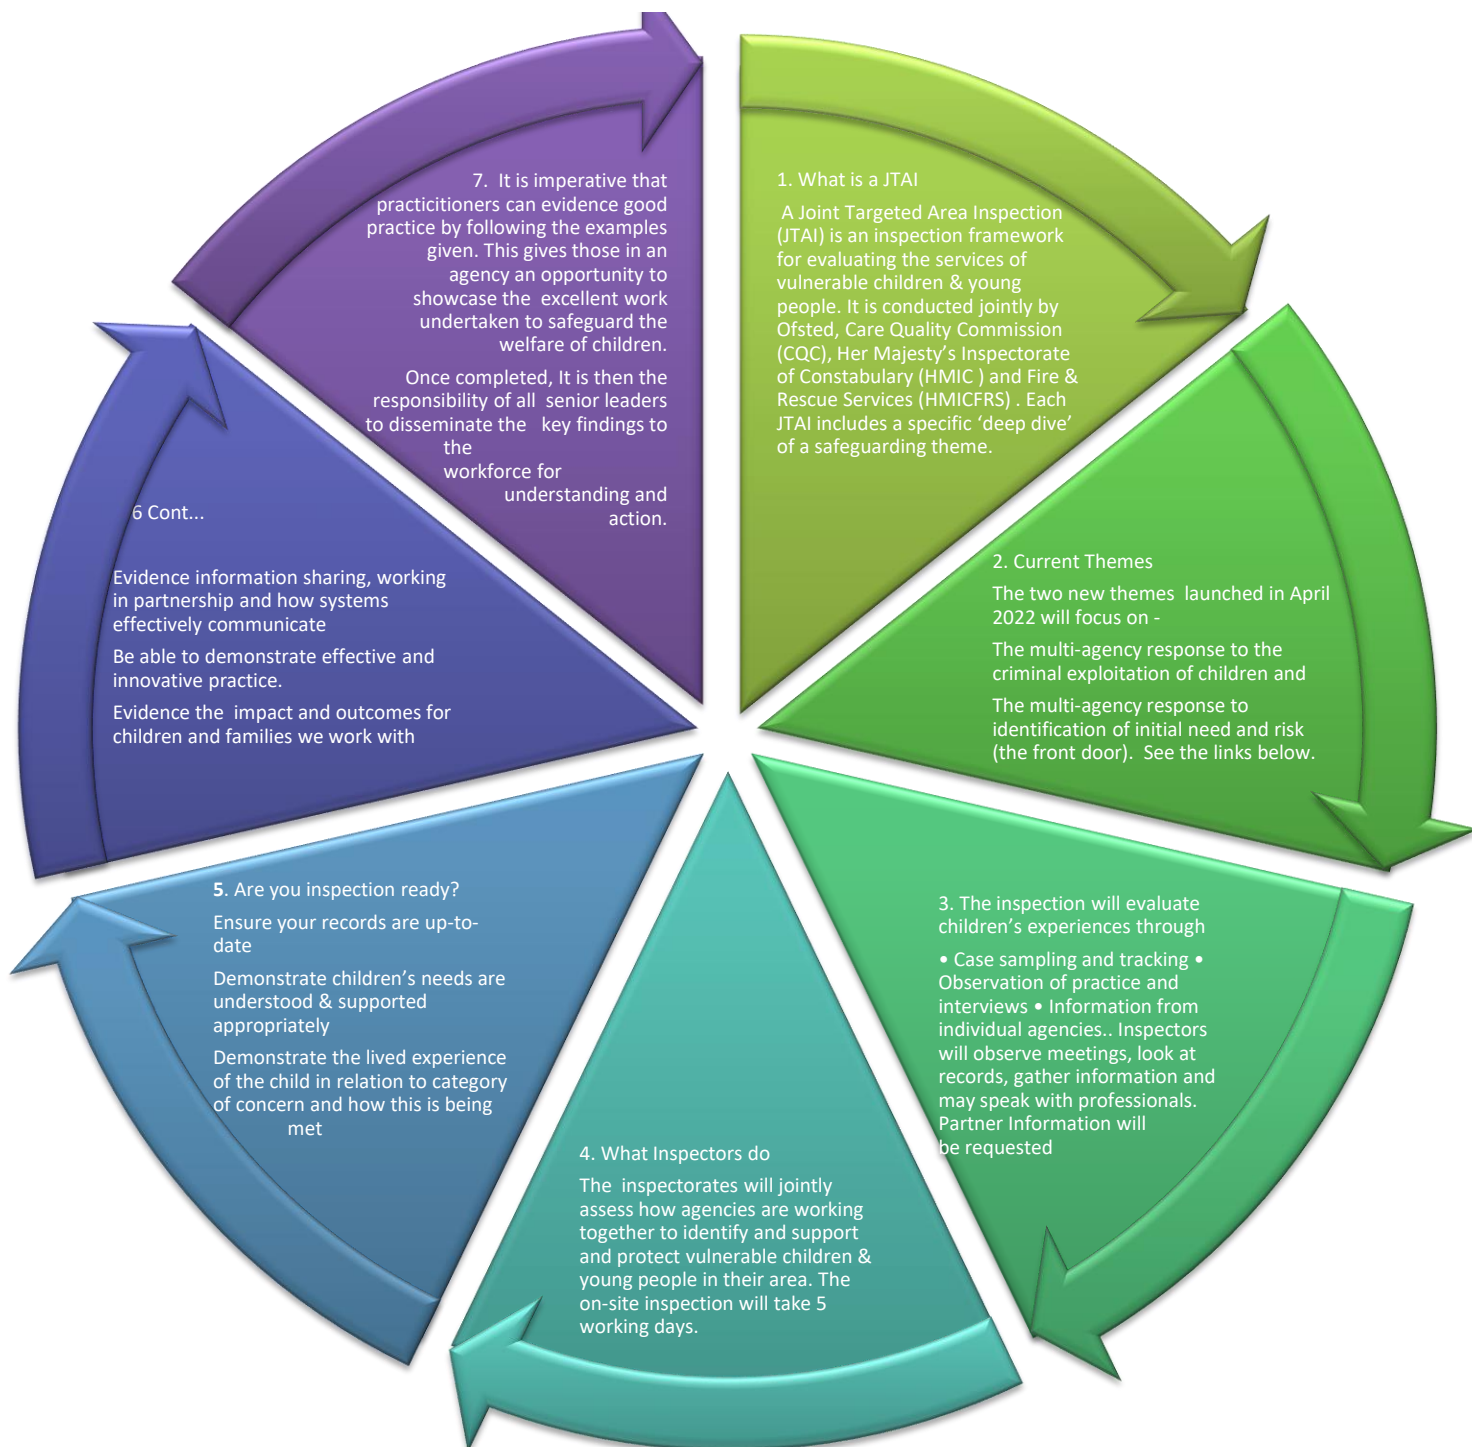 1. What is a JTAI
A Joint Targeted Area Inspection
(JTAI) is an inspection framework
for evaluating the services of
vulnerable children & young
people. It is conducted jointly by
Ofsted, Care Quality Commission
(CQC), Her Majesty’s Inspectorate
of Constabulary (HMIC ) and Fire &
Rescue Services (HMICFRS) . Each
JTAI includes a specific ‘deep dive’
of a safeguarding theme.
2. Current Themes
The two new themes launched in April
2022 will focus on -
The multi-agency response to the
criminal exploitation of children and
The multi-agency response to
identification of initial need and risk
(the front door). See the links below.
3. The inspection will evaluate
children’s experiences through
• Case sampling and tracking •
Observation of practice and
interviews • Information from
individual agencies.. Inspectors
will observe meetings, look at
records, gather information and
may speak with professionals.
Partner Information will
be requested
4. What Inspectors do
The inspectorates will jointly
assess how agencies are working
together to identify and support
and protect vulnerable children &
young people in their area. The
on-site inspection will take 5
working days.
5. Are you inspection ready?
Ensure your records are up-to-
date
Demonstrate children’s needs are
understood & supported
appropriately
Demonstrate the lived experience
of the child in relation to category
of concern and how this is being
met
6 Cont...
Evidence information sharing, working
in partnership and how systems
effectively communicate
Be able to demonstrate effective and
innovative practice.
Evidence the impact and outcomes for
children and families we work with
7. It is imperative that
practicitioners can evidence good
practice by following the examples
given. This gives those in an
agency an opportunity to
showcase the excellent work
undertaken to safeguard the
welfare of children.
Once completed, It is then the
responsibility of all senior leaders
to disseminate the key findings to
the
workforce for
understanding and
action.